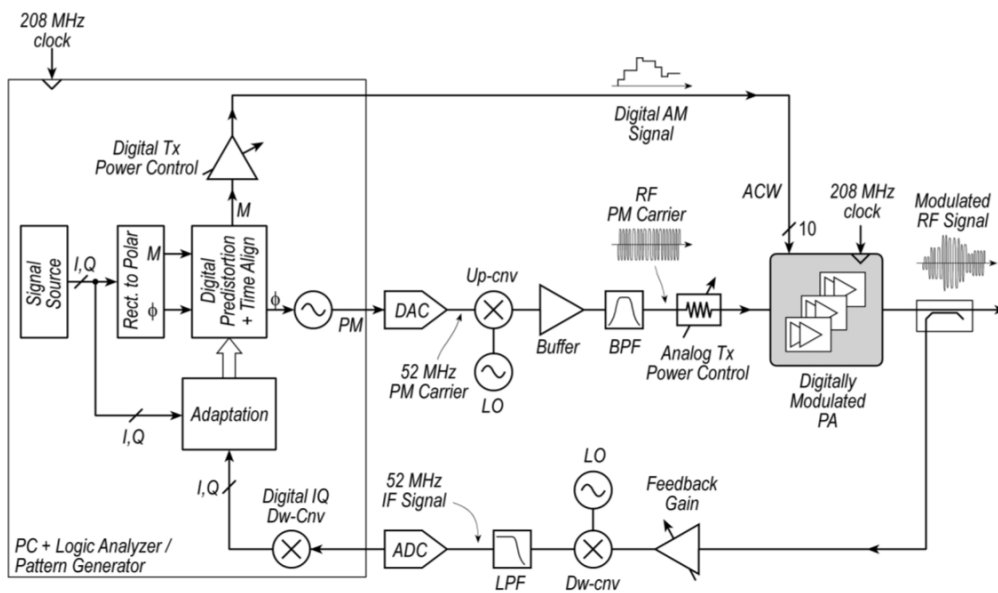 208 MHz
clock
Digital Tx
Power Control
M
Signal
Source
I,Q
Rect. to Polar
M
ϕ
Digital
Predistortion
+ Time Align
ϕ
PM
Adaptation
I,Q
I,Q
Digital IQ
Dw-Cnv
PC + Logic Analyzer /
Pattern Generator
DAC
52 MHz
PM Carrier
Up-cnv
LO
Buffer
BPF
RF
PM Carrier
Analog Tx
Power Control
Digital AM
Signal
ACW
10
208 MHz
clock
Modulated
RF Signal
Digitally
Modulated
PA
ADC
52 MHz
IF Signal
LPF
LO
Dw-cnv
Feedback
Gain